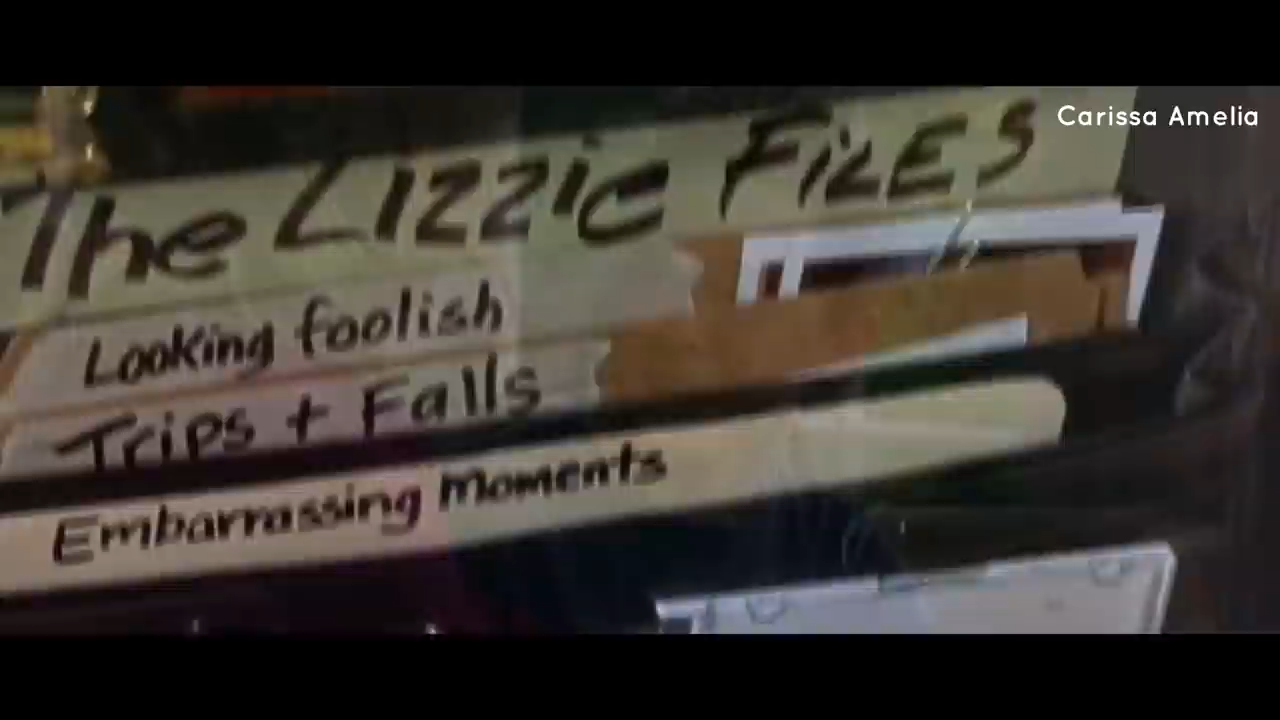 Carissa Amelia
The Lizzie FiLES
Looking foolish
Trips + Falls
Embarrassing Moments